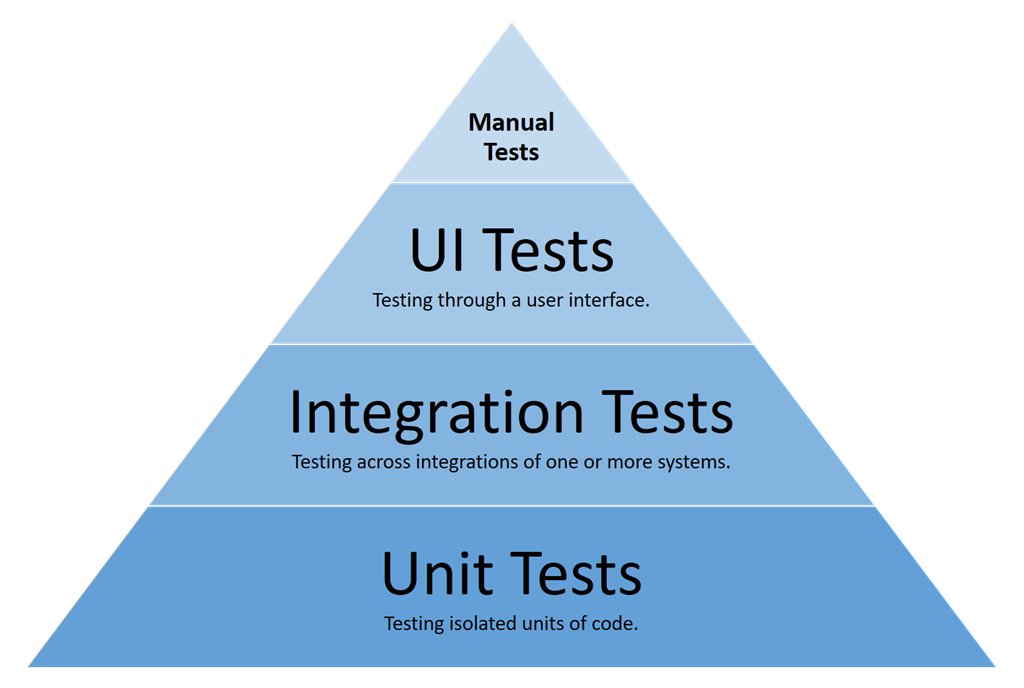 Manual
Tests
UI Tests
Testing through a user interface.
Integration Tests
Testing across integrations of one or more systems.
Unit Tests
Testing isolated units of code.